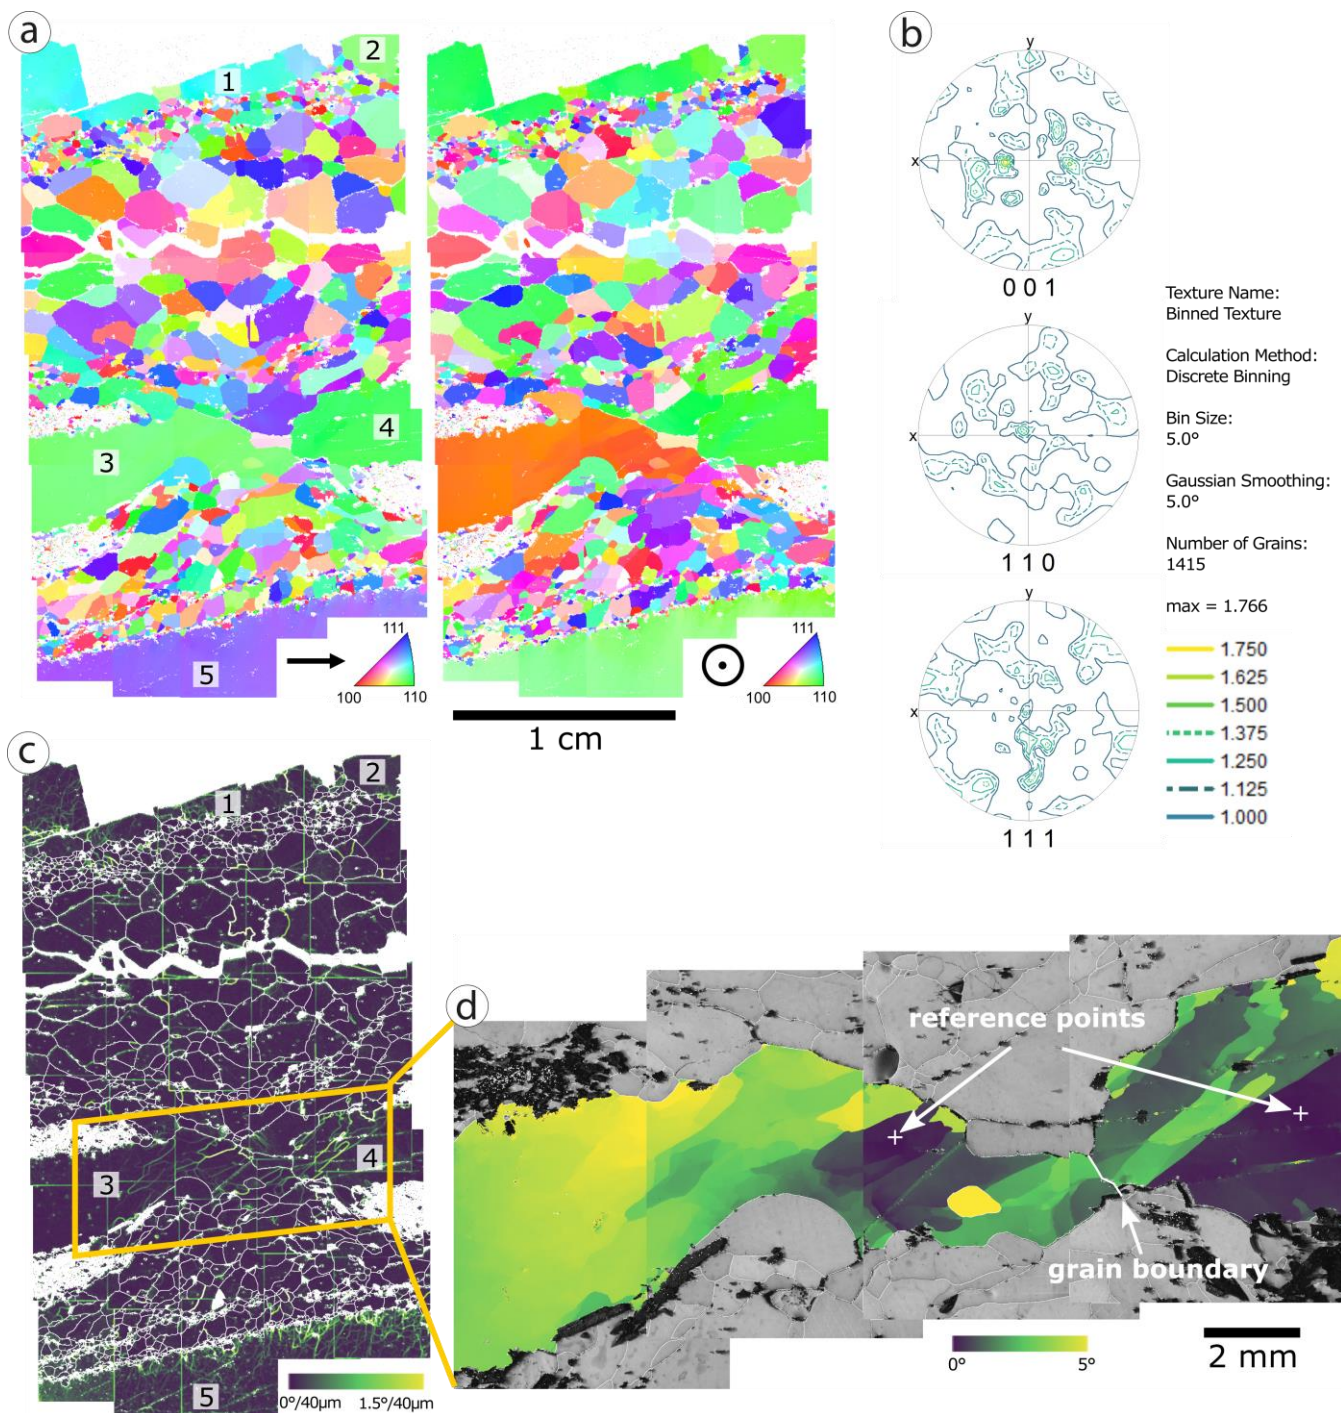 a
1
2
3
4
5
111
100
110
111
100
110
1 cm
b
y
x
0 0 1
y
x
1 1 0
y
x
1 1 1
Texture Name:
Binned Texture
Calculation Method:
Discrete Binning
Bin Size:
5.0°
Gaussian Smoothing:
5.0°
Number of Grains:
1415
max = 1.766
1.750
1.625
1.500
1.375
1.250
1.125
1.000
c
1
2
3
4
5
0°/40µm
1.5°/40µm
d
reference points
grain boundary
0°
5°
2 mm